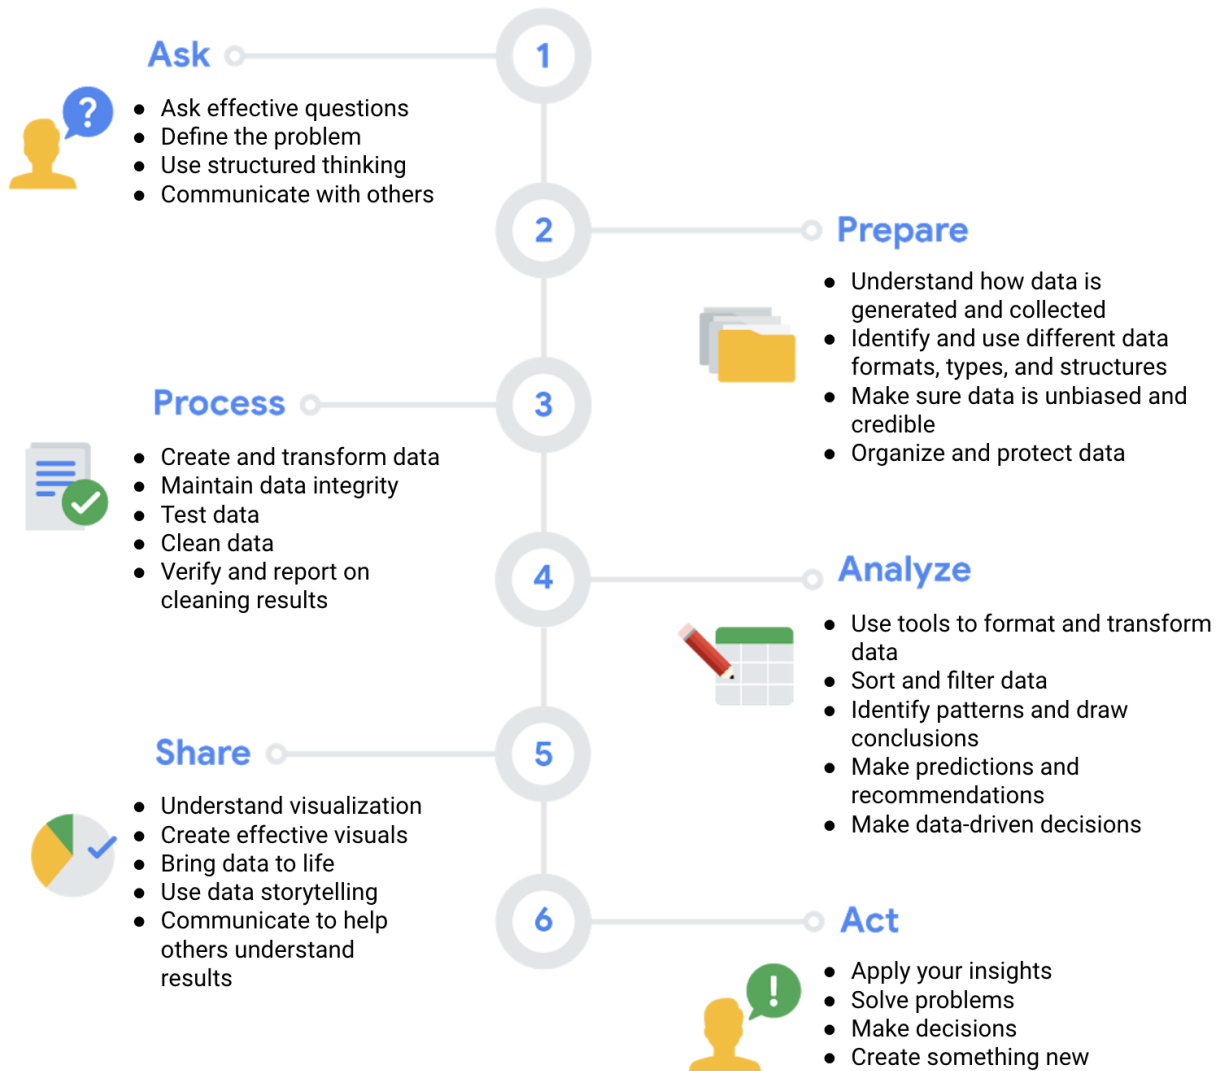 Ask
1
? 
● Ask effective questions
● Define the problem
● Use structured thinking
● Communicate with others
2
Prepare
● Understand how data is
generated and collected
● Identify and use different data
formats, types, and structures
● Make sure data is unbiased and
credible
● Organize and protect data
Process
3
● Create and transform data
● Maintain data integrity
● Test data
● Clean data
● Verify and report on
cleaning results
4
Analyze
● Use tools to format and transform
data
● Sort and filter data
● Identify patterns and draw
conclusions
● Make predictions and
recommendations
● Make data-driven decisions
Share
5
● Understand visualization
● Create effective visuals
● Bring data to life
● Use data storytelling
● Communicate to help
others understand
results
6
Act
!
● Apply your insights
● Solve problems
● Make decisions
● Create something new